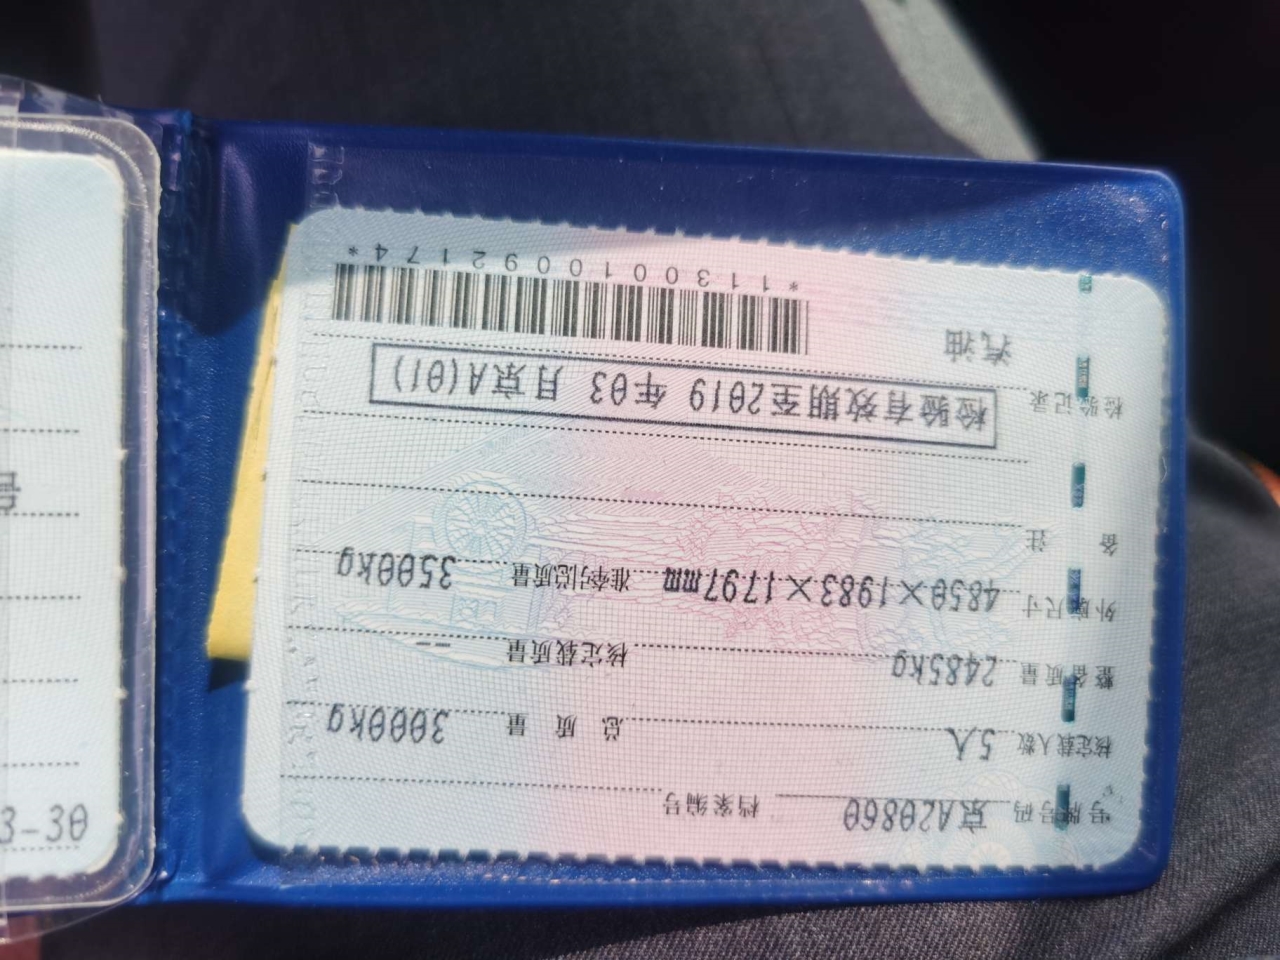 号牌号码 京A20860 档案编号
核定载人数 5人 总质量 3000kg
整备质量 2485kg 核定载质量 --
外廓尺寸 4850×1983×1797mm 准牵引总质量 3500kg
备注
检验记录 检验有效期至2019年03月京A(01)
汽油
*1130010092174*
3-30